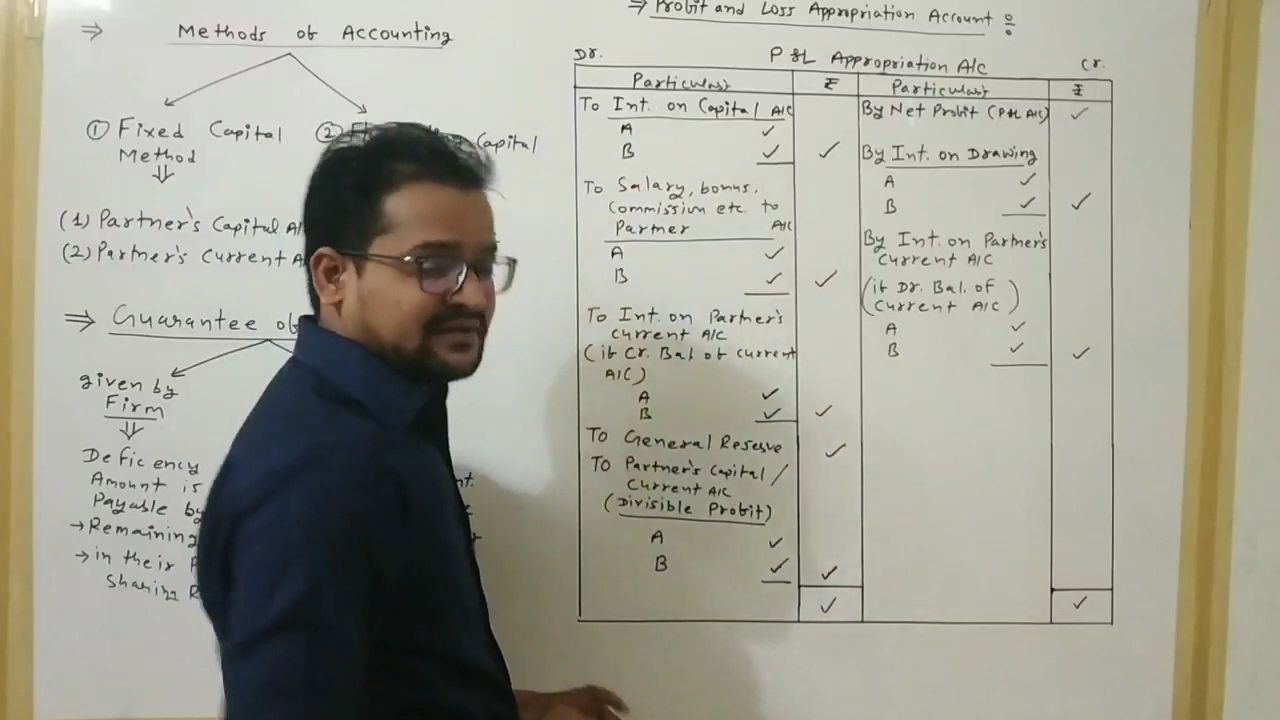 ⇒ Methods of Accounting
① Fixed Capital
Method
② Capital
(1) Partner's Capital A/c
(2) Partner's Current A
⇒ Guarantee of
given by
Firm
Deficiency
Amount is
Payable by
→ Remaining
→ in their
Sharing R
nt.
⇒ Profit and Loss Appropriation Account :
Dr. P & L Appropriation A/c Cr.
Particulars ₹ Particulars ₹
To Int. on Capital A/C
A ✓
B ✓ ✓
To Salary, bonus,
Commission etc. to
Partner A/C
A ✓
B ✓ ✓
To Int. on Partner's
Current A/C
(if Cr. Bal of current
A/C)
A ✓
B ✓ ✓
To General Reserve ✓
To Partner's Capital /
Current A/C
(Divisible Profit)
A ✓
B ✓ ✓
✓
By Net Profit (P&L A/C) ✓
By Int. on Drawing
A ✓
B ✓ ✓
By Int. on Partner's
Current A/C
(if Dr. Bal. of
Current A/C)
A ✓
B ✓ ✓
✓